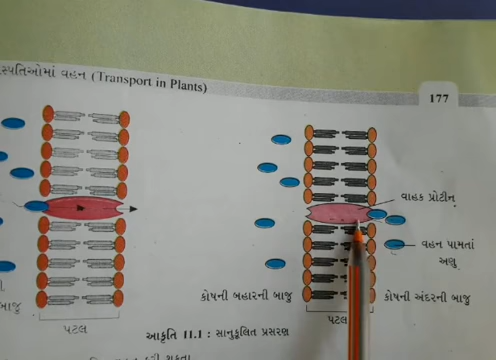 સ્પતિઓમાં વહન (Transport in Plants)
177
વાહક પ્રોટીન
વહન પામતાં
અણુ
કોષની બહારની બાજુ
કોષની અંદરની બાજુ
બાજુ
પટલ
પટલ
આકૃતિ 11.1 : સાનુકૂલિત પ્રસરણ